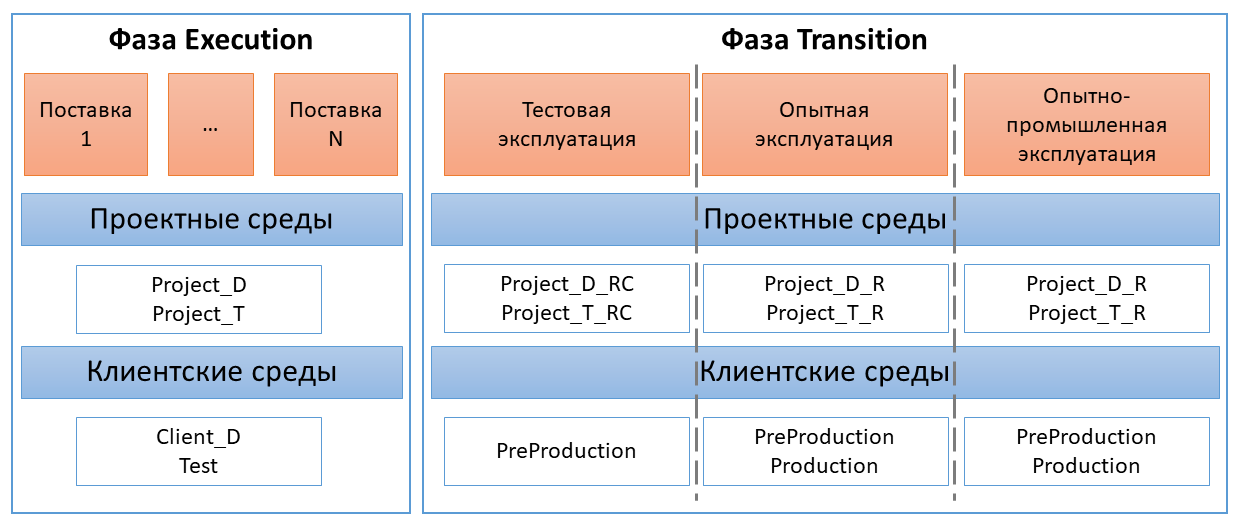 Фаза Execution
Поставка
1
...
Поставка
N
Проектные среды
Project_D
Project_T
Клиентские среды
Client_D
Test
Фаза Transition
Тестовая
эксплуатация
Опытная
эксплуатация
Опытно-
промышленная
эксплуатация
Проектные среды
Project_D_RC
Project_T_RC
Project_D_R
Project_T_R
Project_D_R
Project_T_R
Клиентские среды
PreProduction
PreProduction
Production
PreProduction
Production